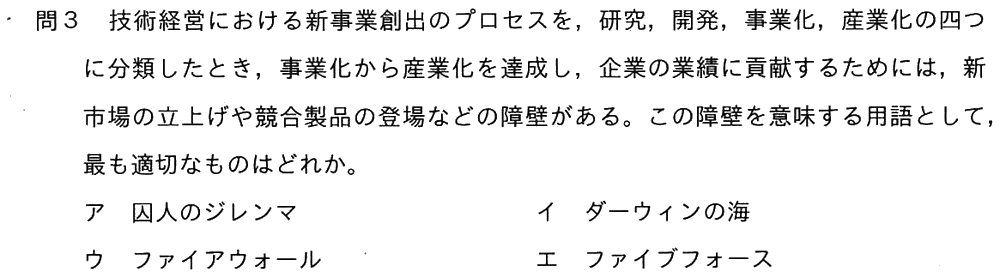 問3　技術経営における新事業創出のプロセスを，研究，開発，事業化，産業化の四つ
に分類したとき，事業化から産業化を達成し，企業の業績に貢献するためには，新
市場の立上げや競合製品の登場などの障壁がある。この障壁を意味する用語として，
最も適切なものはどれか。
ア　囚人のジレンマ　　イ　ダーウィンの海
ウ　ファイアウォール　　エ　ファイブフォース